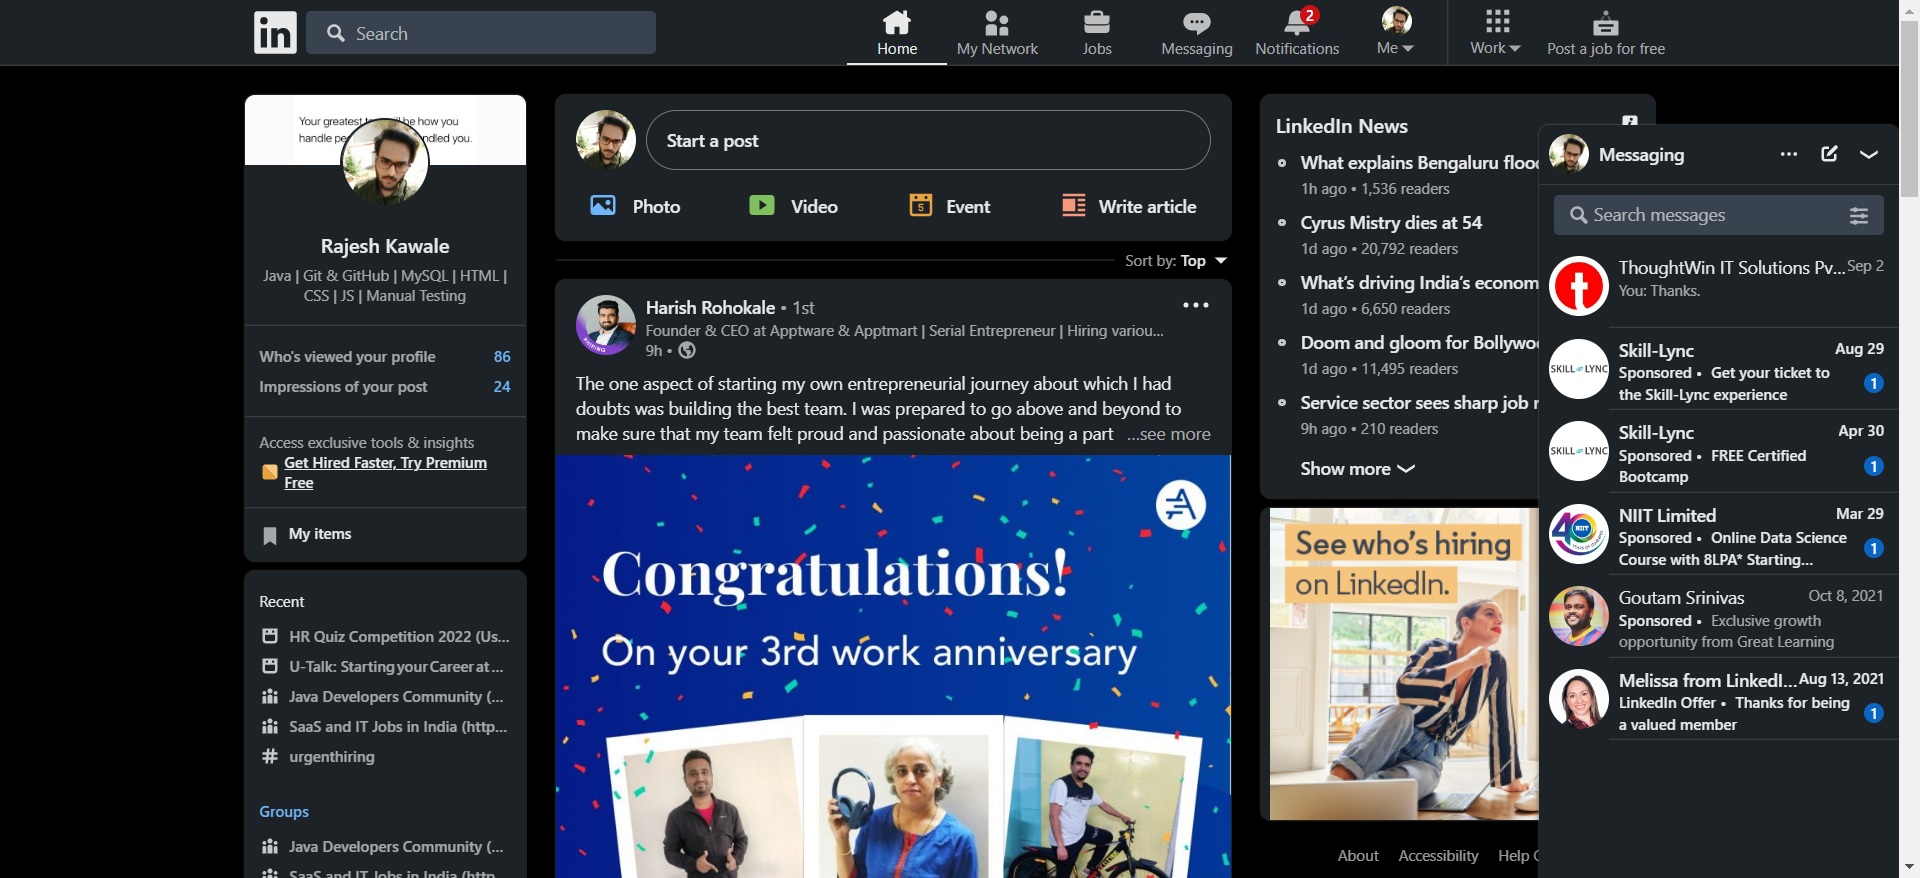 in
Search
Home
My Network
Jobs
Messaging
2
Notifications
Me
Work
Post a job for free
Your greatest
be how you
handle
ndled you.
Rajesh Kawale
Java | Git & GitHub | MySQL | HTML |
CSS | JS | Manual Testing
Who's viewed your profile 86
Impressions of your post 24
Access exclusive tools & insights
Get Hired Faster, Try Premium
Free
My items
Recent
HR Quiz Competition 2022 (Us...
U-Talk: Starting your Career at ...
Java Developers Community (...
SaaS and IT Jobs in India (http...
# urgenthiring
Groups
Java Developers Community (...
SaaS and IT Jobs in India (http
Start a post
Photo
Video
5
Event
Write article
Sort by: Top
Harish Rohokale • 1st
Founder & CEO at Apptware & Apptmart | Serial Entrepreneur | Hiring variou...
9h •
The one aspect of starting my own entrepreneurial journey about which I had
doubts was building the best team. I was prepared to go above and beyond to
make sure that my team felt proud and passionate about being a part ...see more
Congratulations!
On your 3rd work anniversary
LinkedIn News
What explains Bengaluru floo
1h ago • 1,536 readers
Cyrus Mistry dies at 54
1d ago • 20,792 readers
What's driving India's econom
1d ago • 6,650 readers
Doom and gloom for Bollywo
1d ago • 11,495 readers
Service sector sees sharp job
9h ago • 210 readers
Show more
See who's hiring
on LinkedIn.
About Accessibility Help
Messaging
Search messages
ThoughtWin IT Solutions Pv... Sep 2
You: Thanks.
SKILL LYNC
Skill-Lync Aug 29
Sponsored • Get your ticket to
the Skill-Lync experience
1
SKILL LYNC
Skill-Lync Apr 30
Sponsored • FREE Certified
Bootcamp
1
NIIT
NIIT Limited Mar 29
Sponsored • Online Data Science
Course with 8LPA* Starting...
1
Goutam Srinivas Oct 8, 2021
Sponsored • Exclusive growth
opportunity from Great Learning
Melissa from LinkedI... Aug 13, 2021
LinkedIn Offer • Thanks for being
a valued member
1